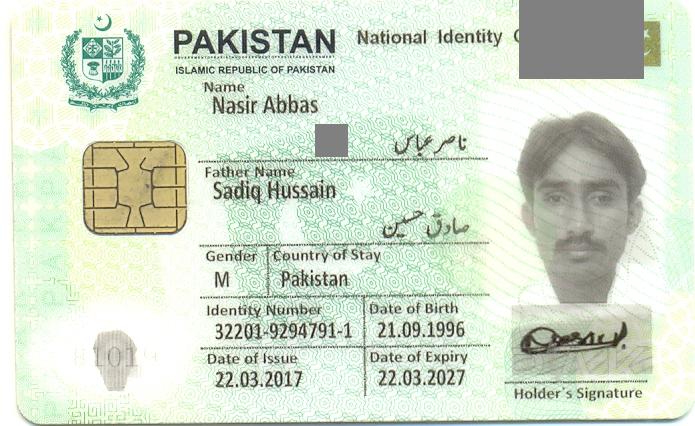 PAKISTAN National Identity
ISLAMIC REPUBLIC OF PAKISTAN
Name
Nasir Abbas
ناصر عباس
Father Name
Sadiq Hussain
صادق حسین
Gender Country of Stay
M Pakistan
Identity Number Date of Birth
32201-9294791-1 21.09.1996
Date of Issue Date of Expiry
22.03.2017 22.03.2027
Holder's Signature